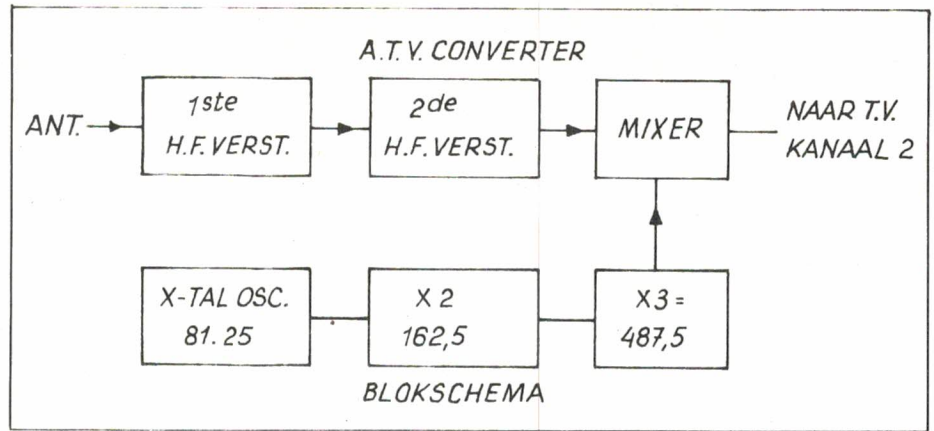 A.T.V. CONVERTER
ANT.
1ste
H.F. VERST.
2de
H.F. VERST.
MIXER
NAAR T.V.
KANAAL 2
X-TAL OSC.
81.25
X2
162,5
X3=
487,5
BLOKSCHEMA